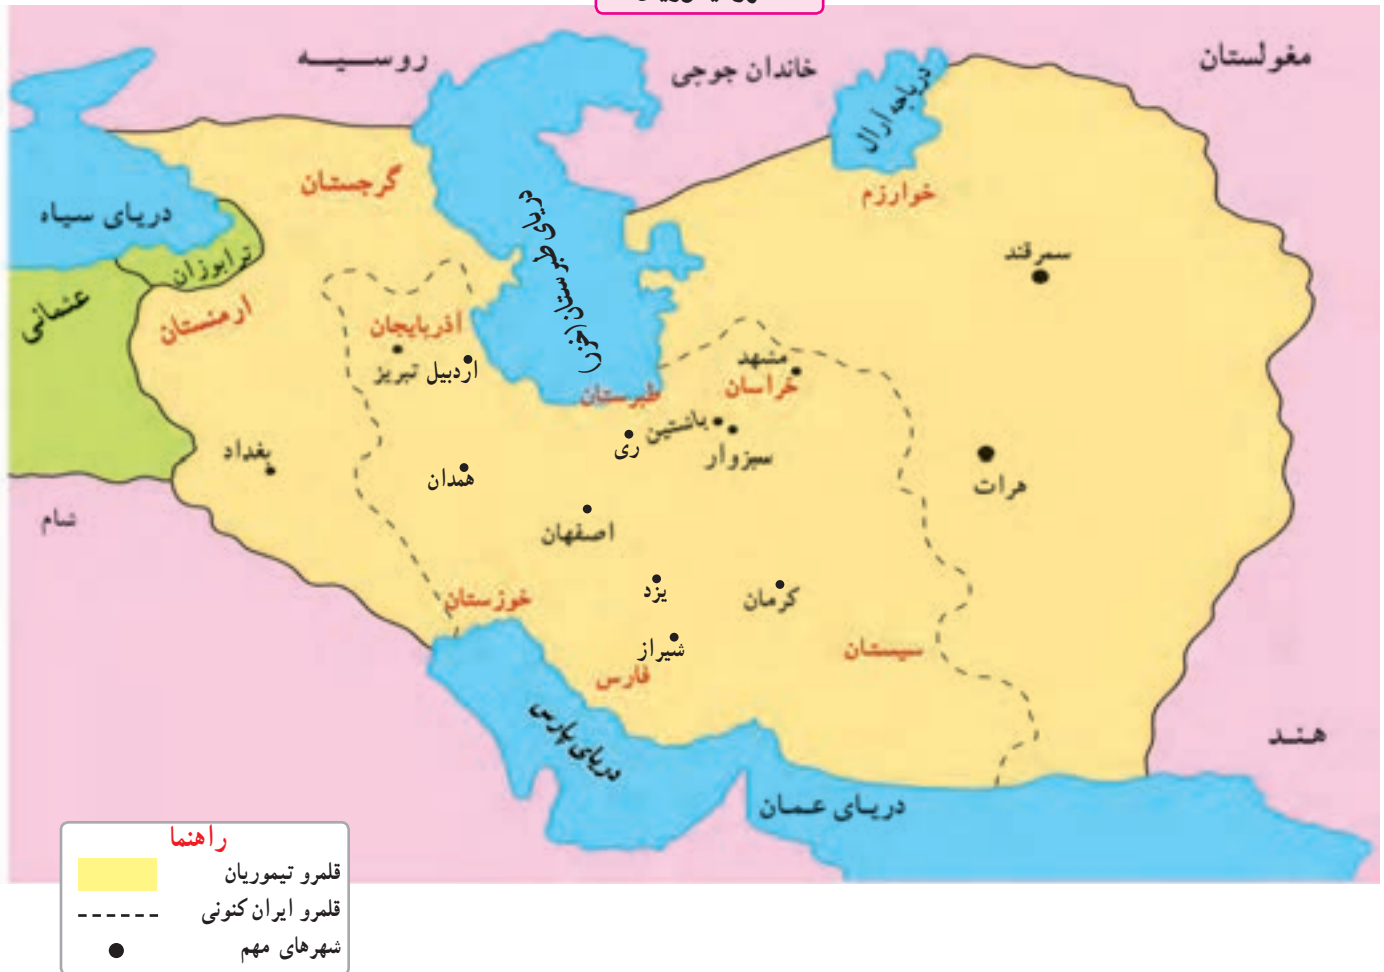 روسیه
خاندان جوجی
مغولستان
دریاچه آرال
گرجستان
خوارزم
دریای سیاه
ترابوزان
دریای طبرستان (خزر)
سمرقند
عثمانی
ارمنستان
آذربایجان
تبریز
اردبیل
مشهد
خراسان
طبرستان
باشتین
ری
سبزوار
بغداد
همدان
هرات
شام
اصفهان
خوزستان
یزد
کرمان
شیراز
سیستان
فارس
دریای پارس
هند
دریای عمان
راهنما
قلمرو تیموریان
قلمرو ایران کنونی
شهرهای مهم